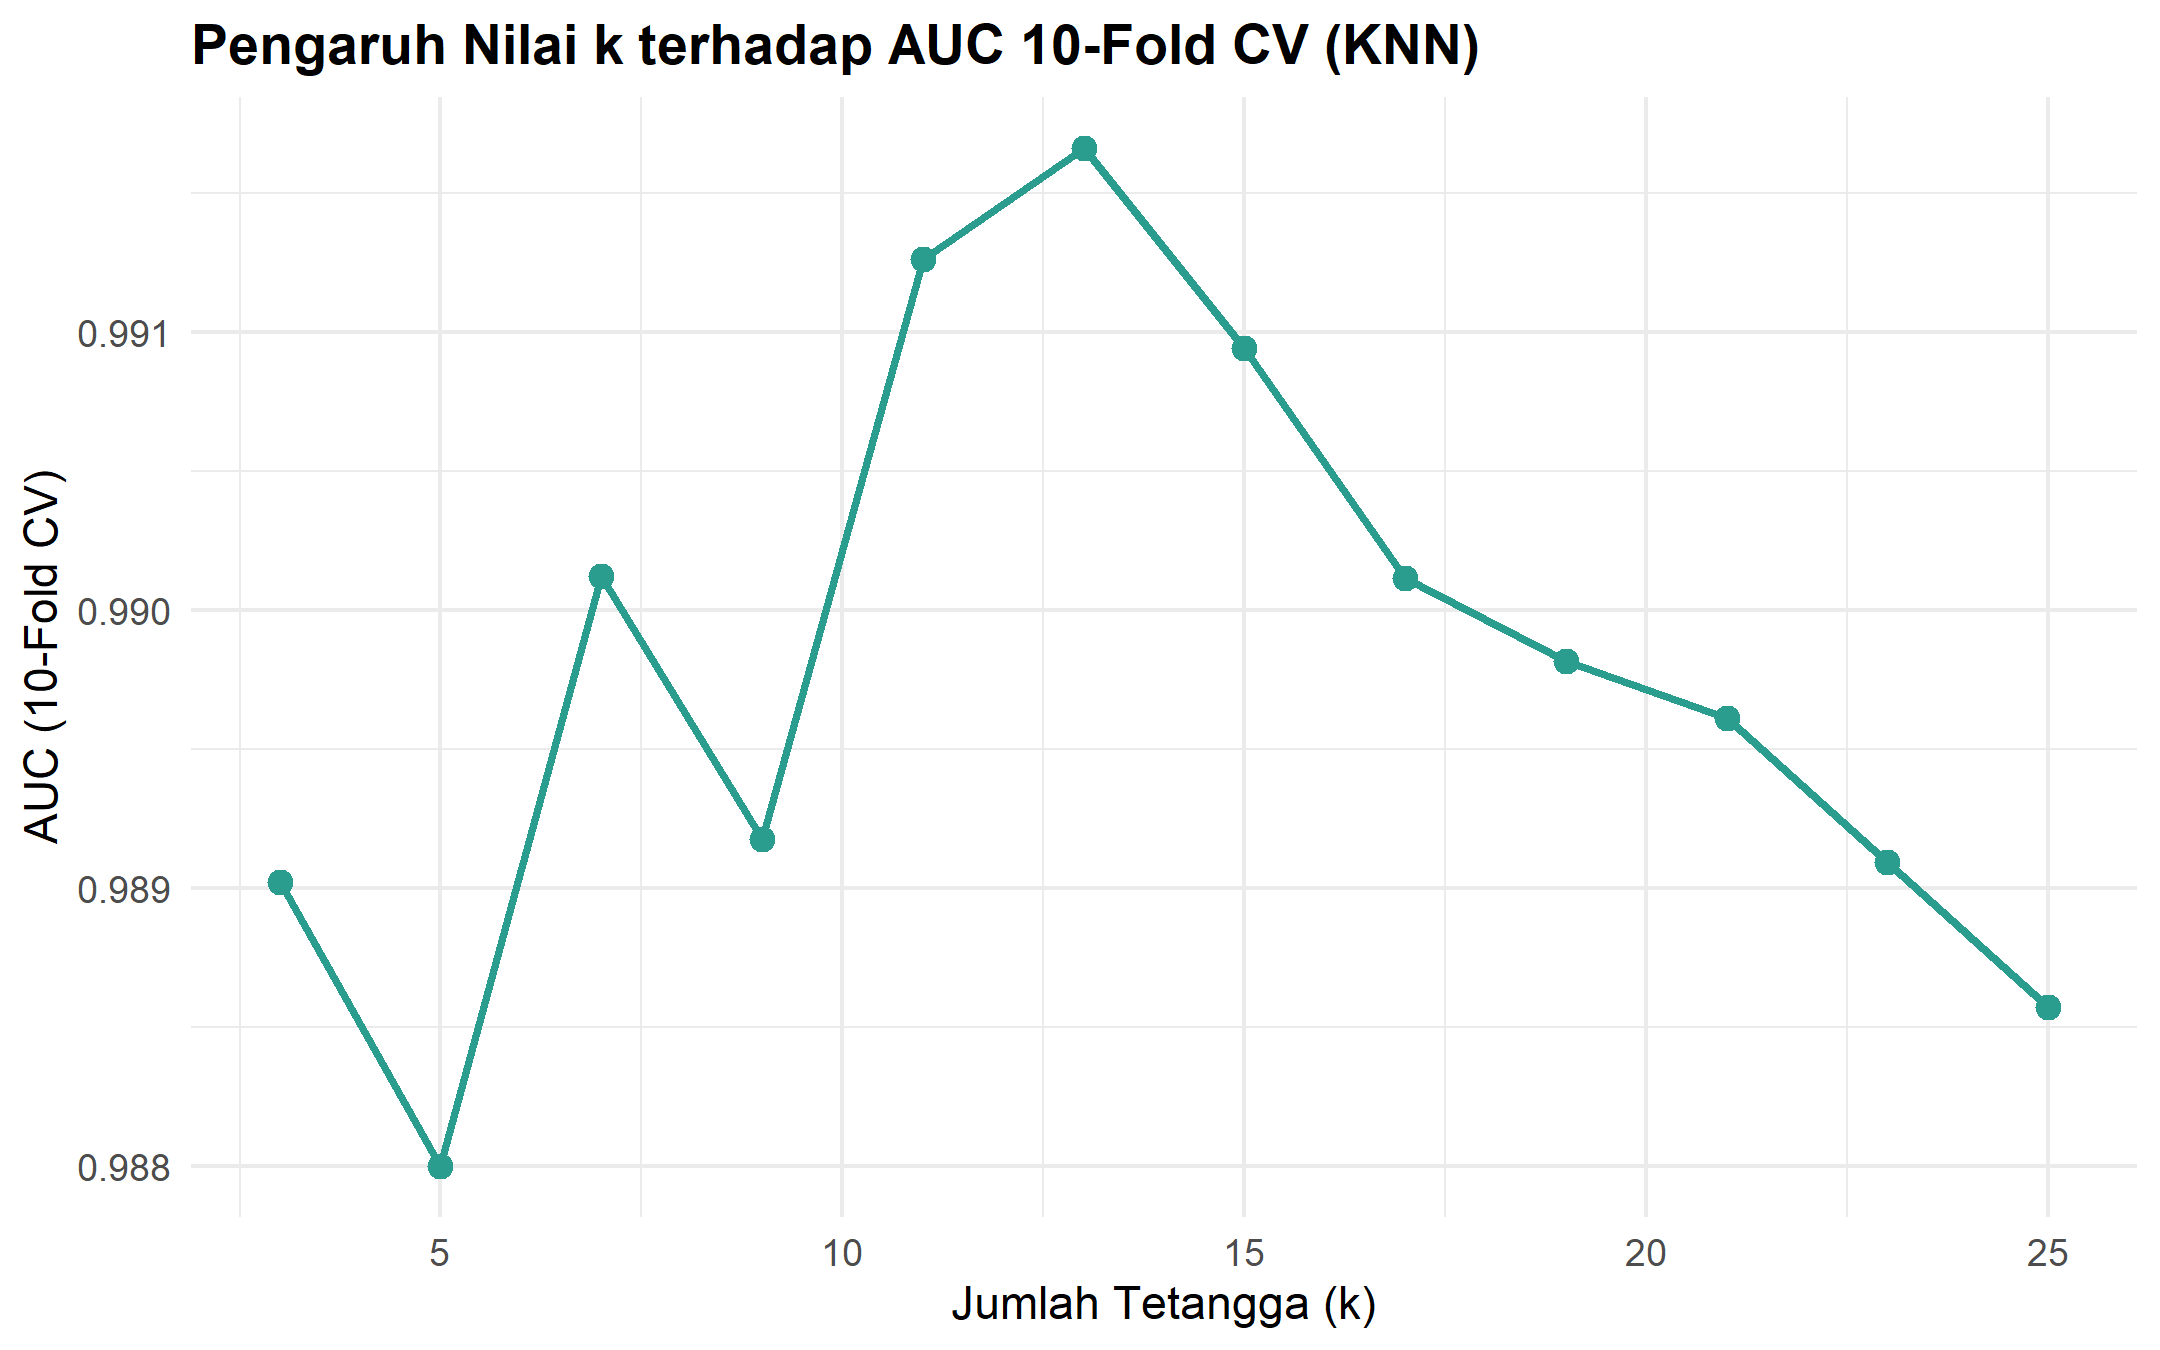 Pengaruh Nilai k terhadap AUC 10-Fold CV (KNN)
AUC (10-Fold CV)
0.991
0.990
0.989
0.988
5 10 15 20 25
Jumlah Tetangga (k)